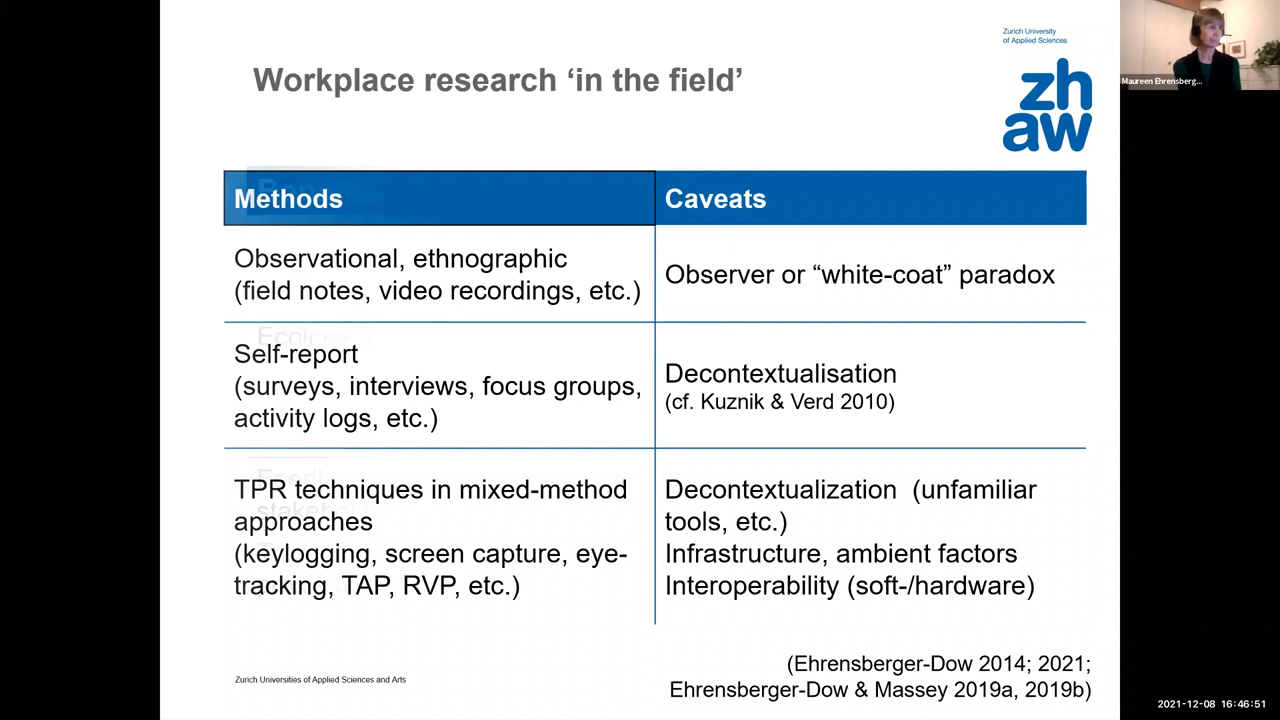 Zurich University
of Applied Sciences
zh
aw
Maureen Ehrensberg...
Workplace research ‘in the field’
Methods
Caveats
Observational, ethnographic
(field notes, video recordings, etc.)
Observer or “white-coat” paradox
Self-report
(surveys, interviews, focus groups,
activity logs, etc.)
Decontextualisation
(cf. Kuznik & Verd 2010)
TPR techniques in mixed-method
approaches
(keylogging, screen capture, eye-
tracking, TAP, RVP, etc.)
Decontextualization (unfamiliar
tools, etc.)
Infrastructure, ambient factors
Interoperability (soft-/hardware)
(Ehrensberger-Dow 2014; 2021;
Ehrensberger-Dow & Massey 2019a, 2019b)
Zurich Universities of Applied Sciences and Arts
2021-12-08 16:46:51